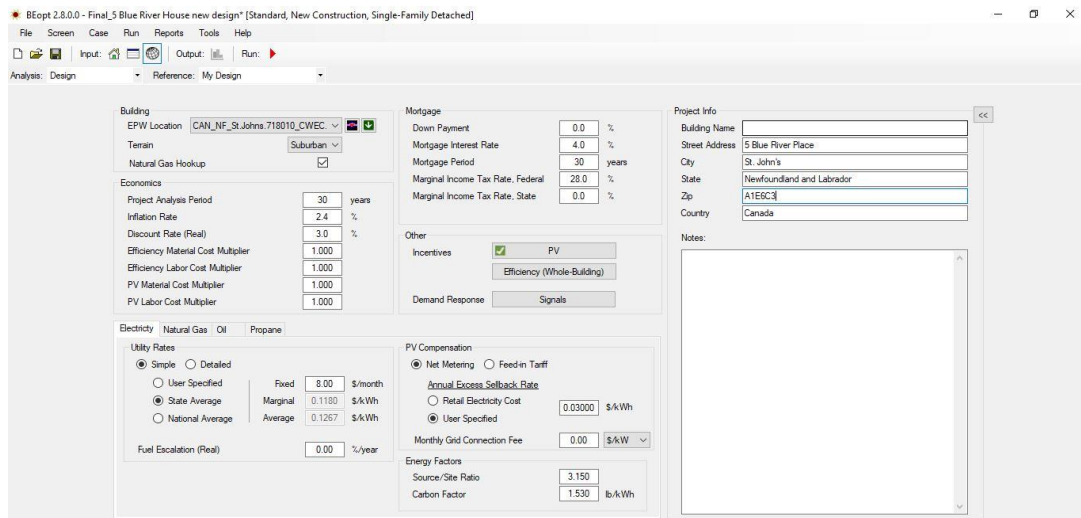 BEopt 2.8.0.0 - Final_5 Blue River House new design* [Standard, New Construction, Single-Family Detached]
File Screen Case Run Reports Tools Help
Input: Output: Run:
Analysis: Design Reference: My Design
Building
EPW Location CAN_NF_St.Johns.718010_CWEC.
Terrain Suburban
Natural Gas Hookup
Economics
Project Analysis Period 30 years
Inflation Rate 2.4 %
Discount Rate (Real) 3.0 %
Efficiency Material Cost Multiplier 1.000
Efficiency Labor Cost Multiplier 1.000
PV Material Cost Multiplier 1.000
PV Labor Cost Multiplier 1.000
Mortgage
Down Payment 0.0 %
Mortgage Interest Rate 4.0 %
Mortgage Period 30 years
Marginal Income Tax Rate, Federal 28.0 %
Marginal Income Tax Rate, State 0.0 %
Other
Incentives PV
Efficiency (Whole-Building)
Demand Response Signals
Project Info <<
Building Name
Street Address 5 Blue River Place
City St. John's
State Newfoundland and Labrador
Zip A1E6C3
Country Canada
Notes:
Electricity Natural Gas Oil Propane
Utility Rates
Simple Detailed
User Specified Fixed 8.00 $/month
State Average Marginal 0.1180 $/kWh
National Average Average 0.1267 $/kWh
Fuel Escalation (Real) 0.00 %/year
PV Compensation
Net Metering Feed-in Tariff
Annual Excess Sellback Rate
Retail Electricity Cost
User Specified 0.03000 $/kWh
Monthly Grid Connection Fee 0.00 $/kW
Energy Factors
Source/Site Ratio 3.150
Carbon Factor 1.530 lb/kWh